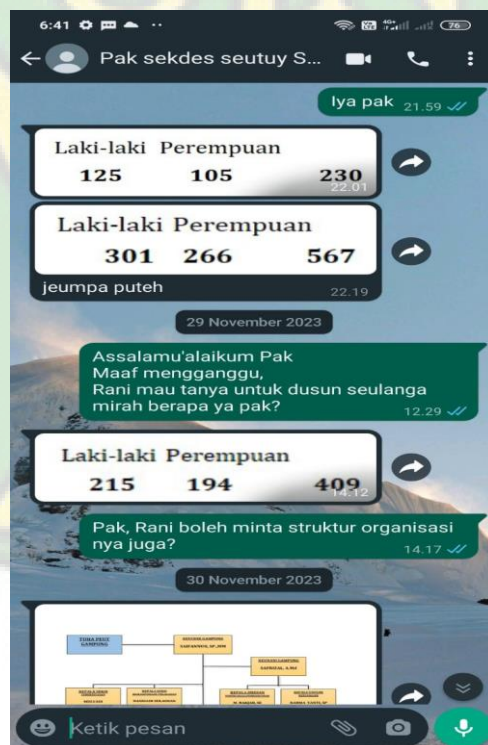 6:41
76
Pak sekdes seutuy S...
Iya pak 21.59
Laki-laki Perempuan
125 105 230
22.01
Laki-laki Perempuan
301 266 567
jeumpa puteh 22.19
29 November 2023
Assalamu'alaikum Pak
Maaf mengganggu,
Rani mau tanya untuk dusun seulanga
mirah berapa ya pak? 12.29
Laki-laki Perempuan
215 194 409
14.12
Pak, Rani boleh minta struktur organisasi
nya juga? 14.17
30 November 2023
TUHA PEUT
GAMPONG
Ketik pesan